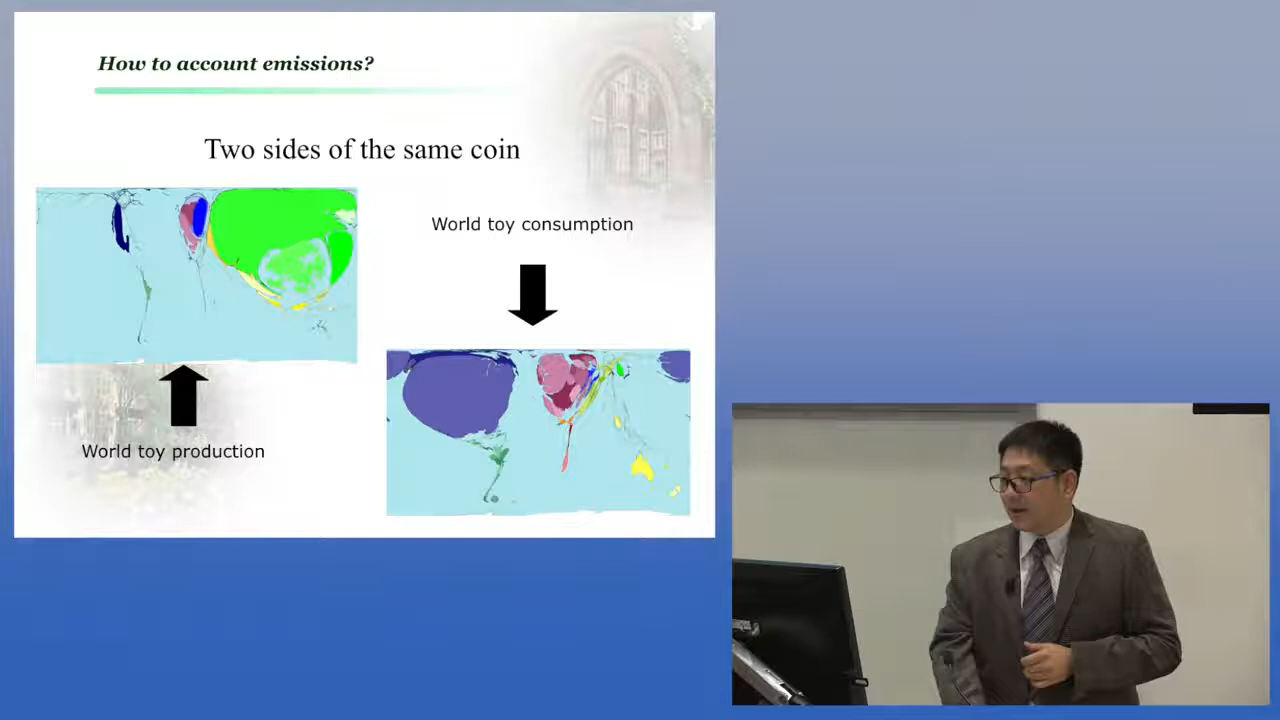 How to account emissions?
Two sides of the same coin
World toy consumption
World toy production